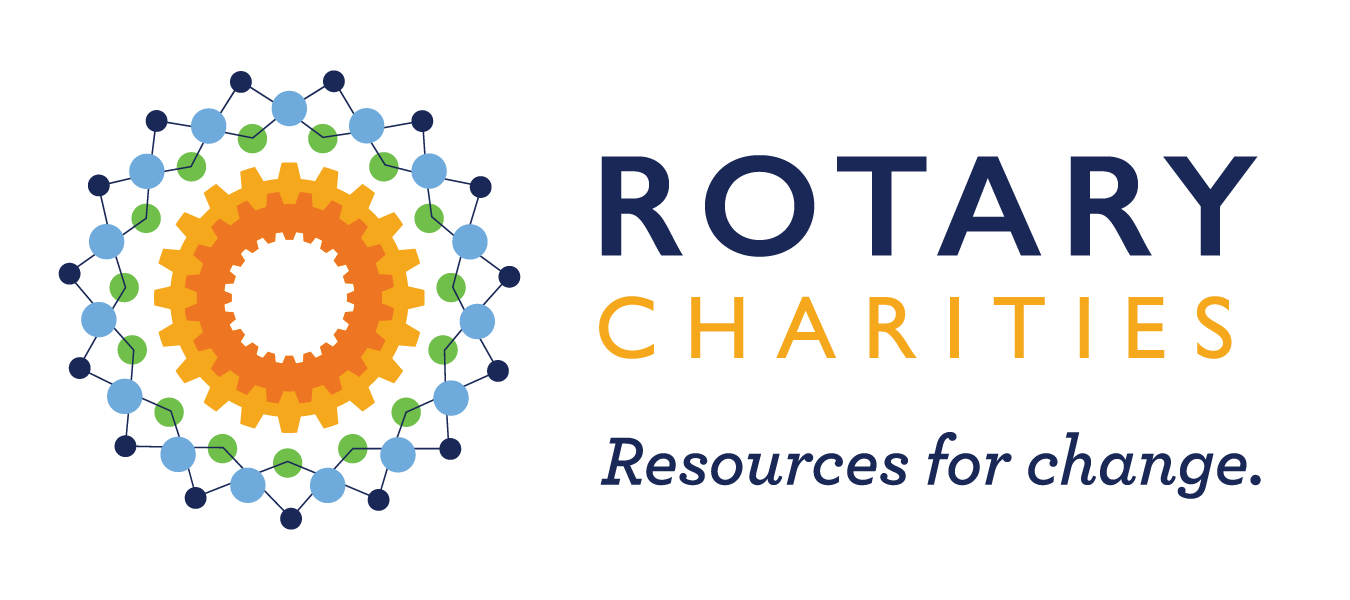 ROTARY
CHARITIES
Resources for change.